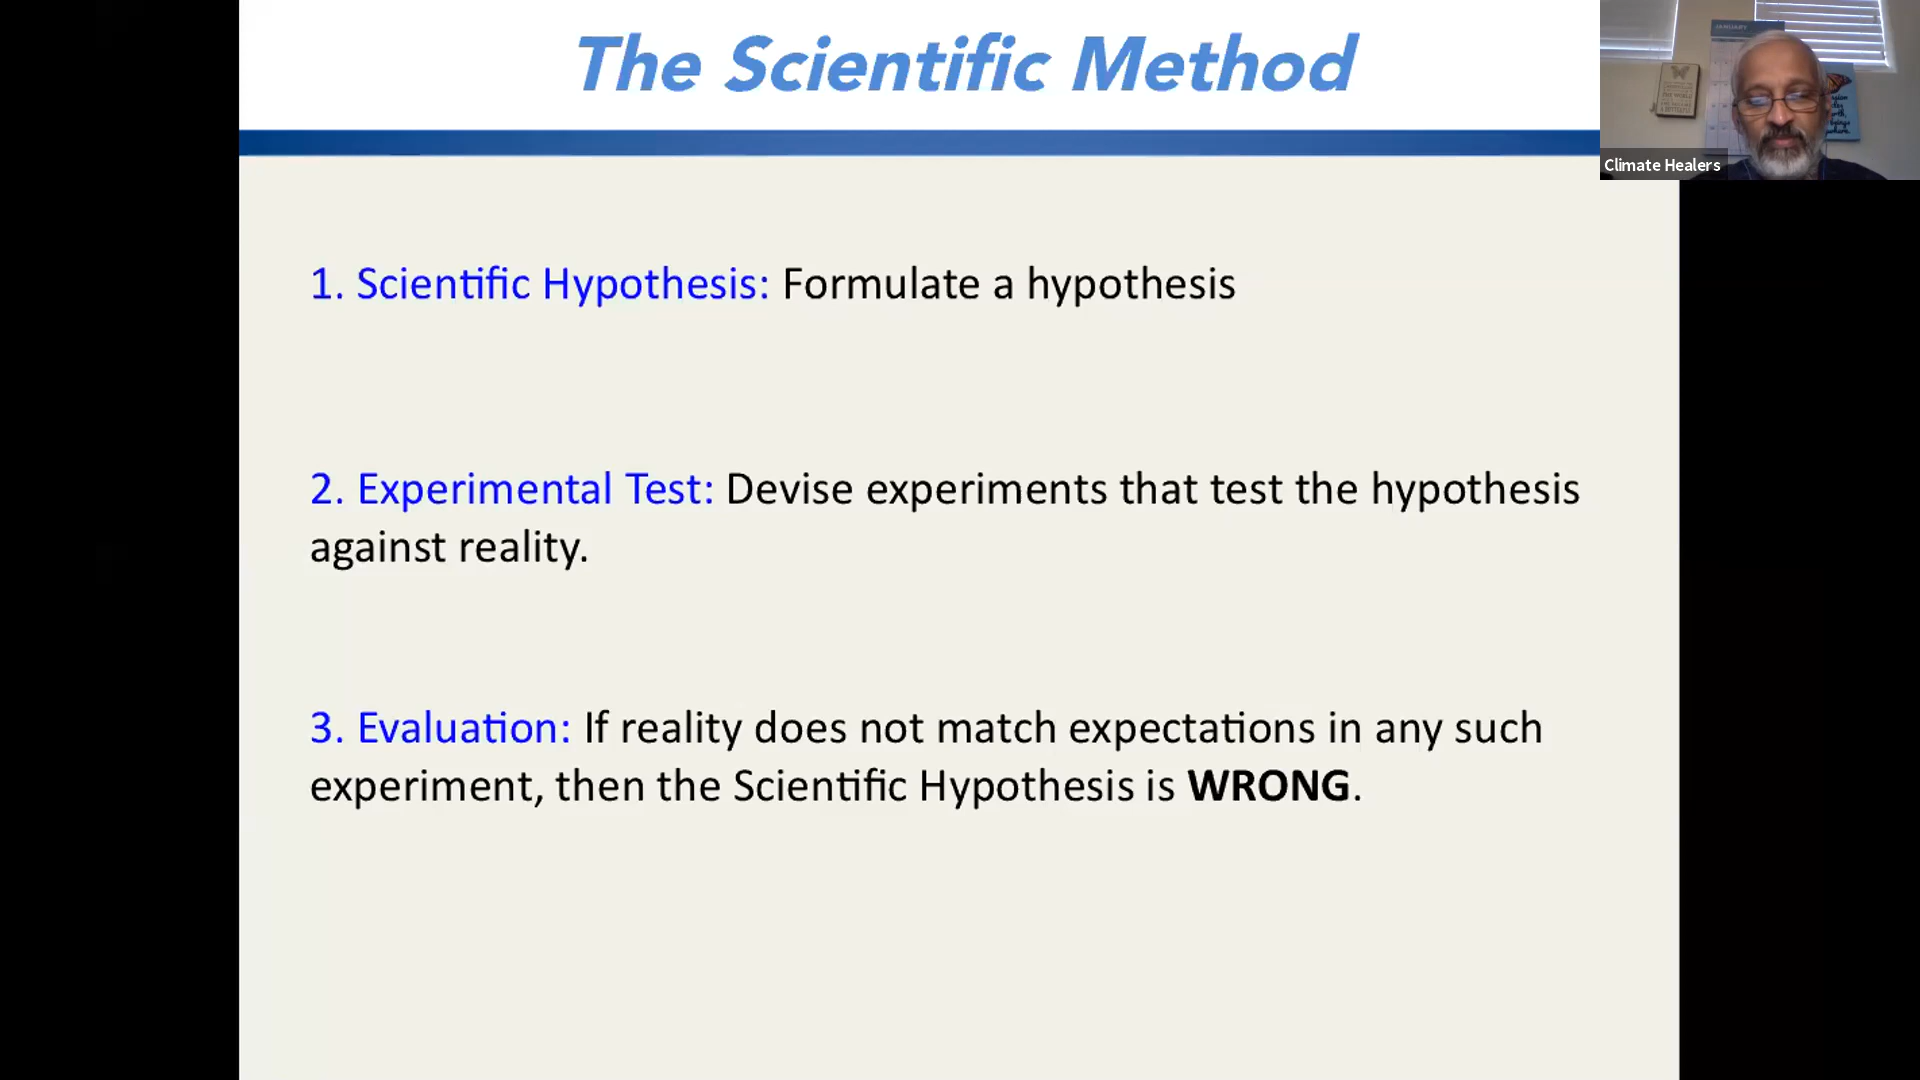 The Scientific Method
JANUARY
Climate Healers
1. Scientific Hypothesis: Formulate a hypothesis
2. Experimental Test: Devise experiments that test the hypothesis
against reality.
3. Evaluation: If reality does not match expectations in any such
experiment, then the Scientific Hypothesis is WRONG.